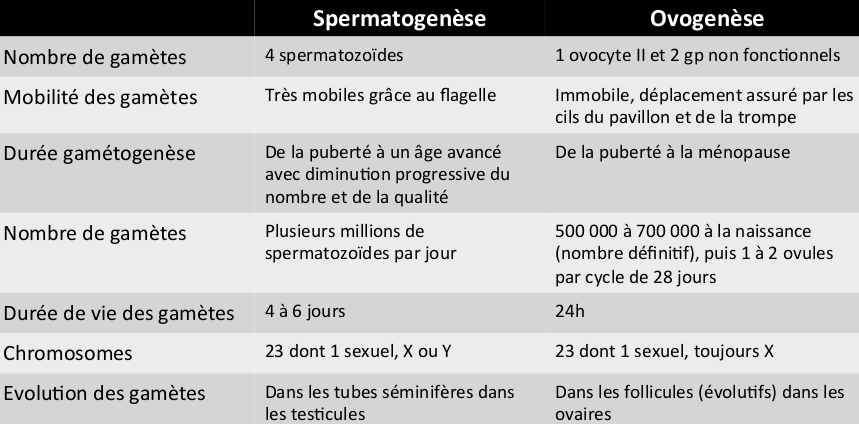 Spermatogenèse Ovogenèse
Nombre de gamètes 4 spermatozoïdes 1 ovocyte II et 2 gp non fonctionnels
Mobilité des gamètes Très mobiles grâce au flagelle Immobile, déplacement assuré par les
cils du pavillon et de la trompe
Durée gamétogenèse De la puberté à un âge avancé De la puberté à la ménopause
avec diminution progressive du
nombre et de la qualité
Nombre de gamètes Plusieurs millions de 500 000 à 700 000 à la naissance
spermatozoïdes par jour (nombre définitif), puis 1 à 2 ovules
par cycle de 28 jours
Durée de vie des gamètes 4 à 6 jours 24h
Chromosomes 23 dont 1 sexuel, X ou Y 23 dont 1 sexuel, toujours X
Evolution des gamètes Dans les tubes séminifères dans Dans les follicules (évolutifs) dans les
les testicules ovaires